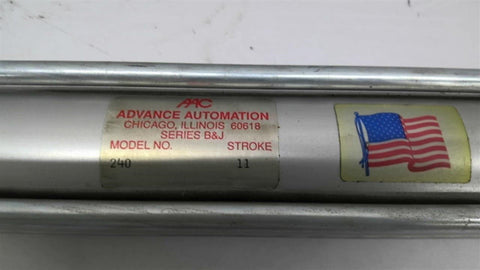 AAC
ADVANCE AUTOMATION
CHICAGO, ILLINOIS 60618
SERIES B&J
MODEL NO. STROKE
240 11